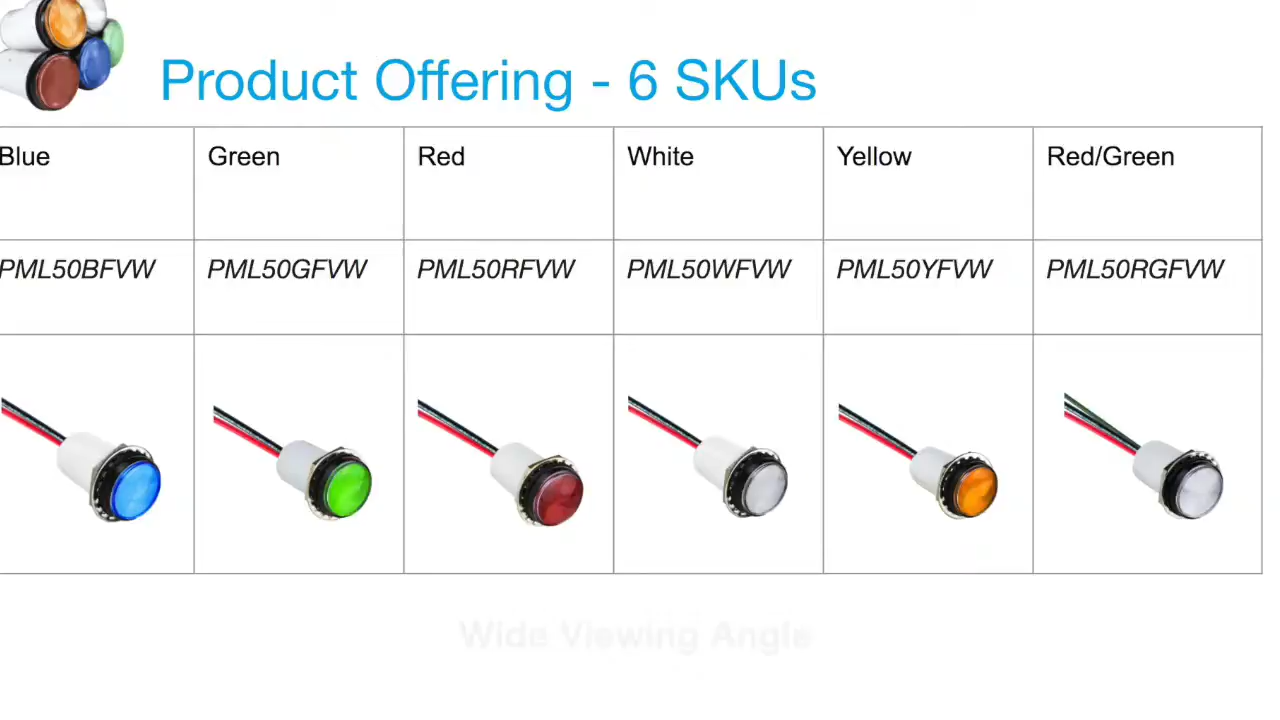 Product Offering - 6 SKUs
Blue
Green
Red
White
Yellow
Red/Green
PML50BFVW
PML50GFVW
PML50RFVW
PML50WFVW
PML50YFVW
PML50RGFVW
Wide Viewing Angle